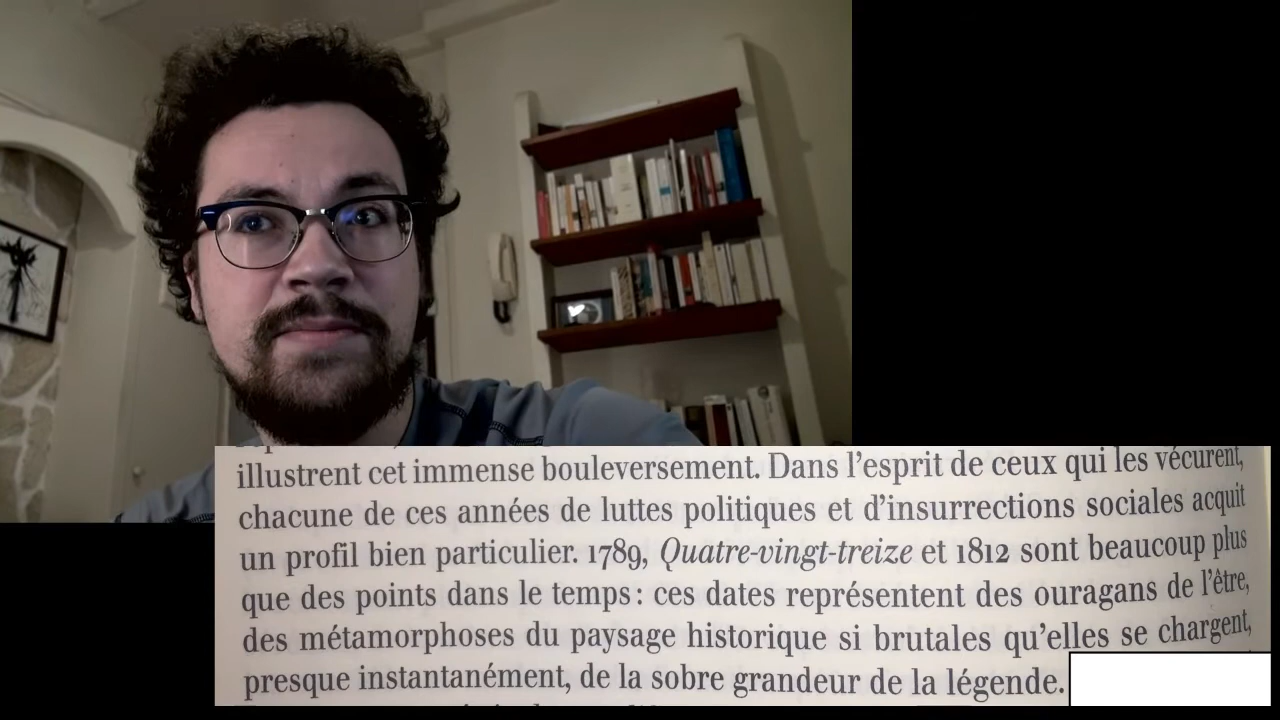 illustrent cet immense bouleversement. Dans l'esprit de ceux qui les vécurent,
chacune de ces années de luttes politiques et d'insurrections sociales acquit
un profil bien particulier. 1789, Quatre-vingt-treize et 1812 sont beaucoup plus
que des points dans le temps : ces dates représentent des ouragans de l'être,
des métamorphoses du paysage historique si brutales qu'elles se chargent,
presque instantanément, de la sobre grandeur de la légende.